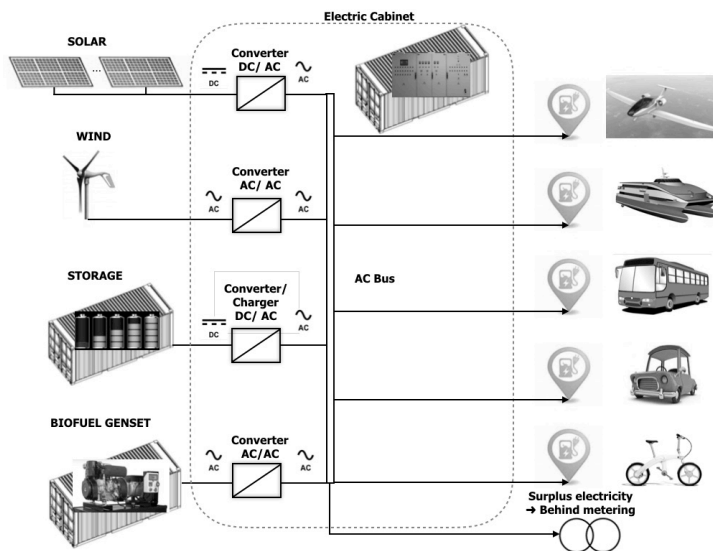 Electric Cabinet
SOLAR
Converter
DC/ AC
DC
AC
WIND
Converter
AC/ AC
AC
AC
STORAGE
Converter/
Charger
DC/ AC
DC
AC
AC Bus
BIOFUEL GENSET
Converter
AC/AC
AC
AC
Surplus electricity
→ Behind metering